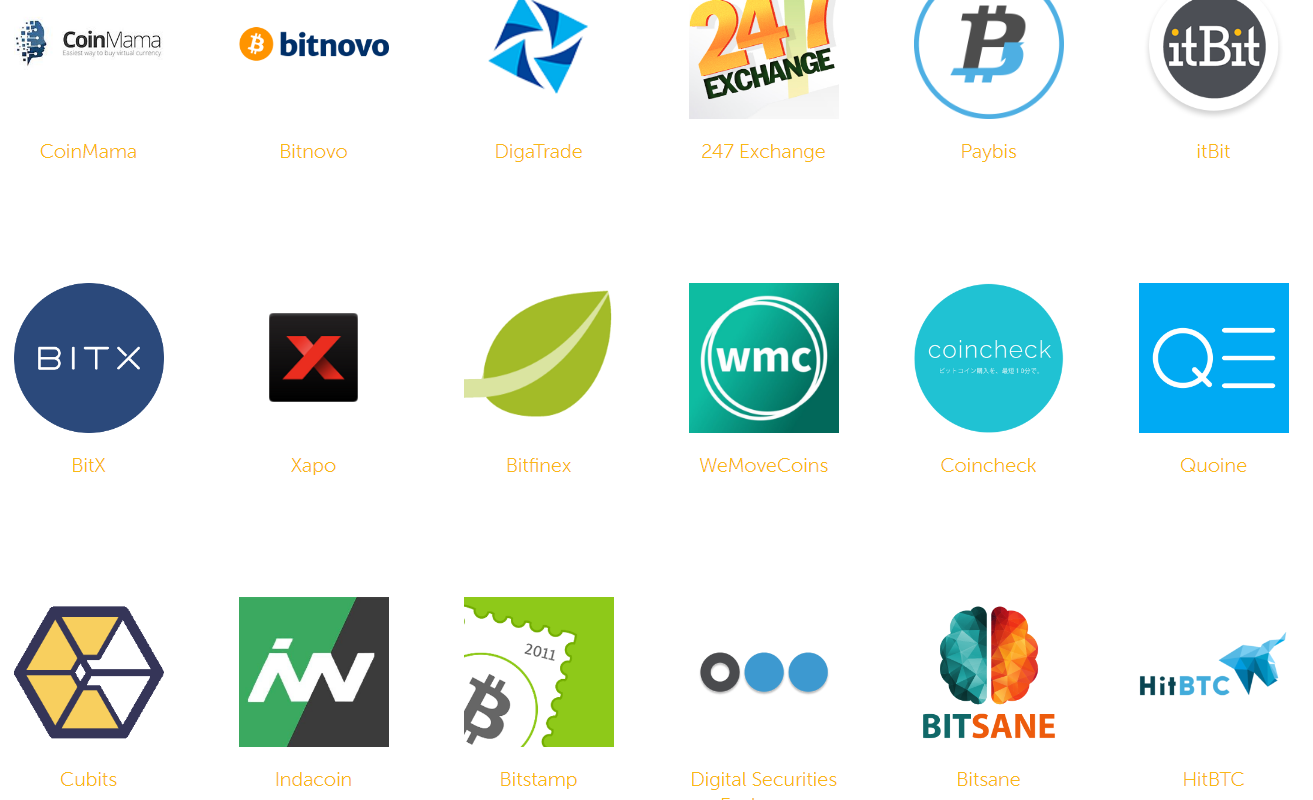 CoinMama
Easiest way to buy virtual currency
bitnovo
247
EXCHANGE
itBit
CoinMama
Bitnovo
DigaTrade
247 Exchange
Paybis
itBit
BITX
X
wmc
coincheck
ビットコイン購入を、最短10分で。
QE
BitX
Xapo
Bitfinex
WeMoveCoins
Coincheck
Quoine
2011
BITSANE
HitBTC
Cubits
Indacoin
Bitstamp
Digital Securities
Bitsane
HitBTC